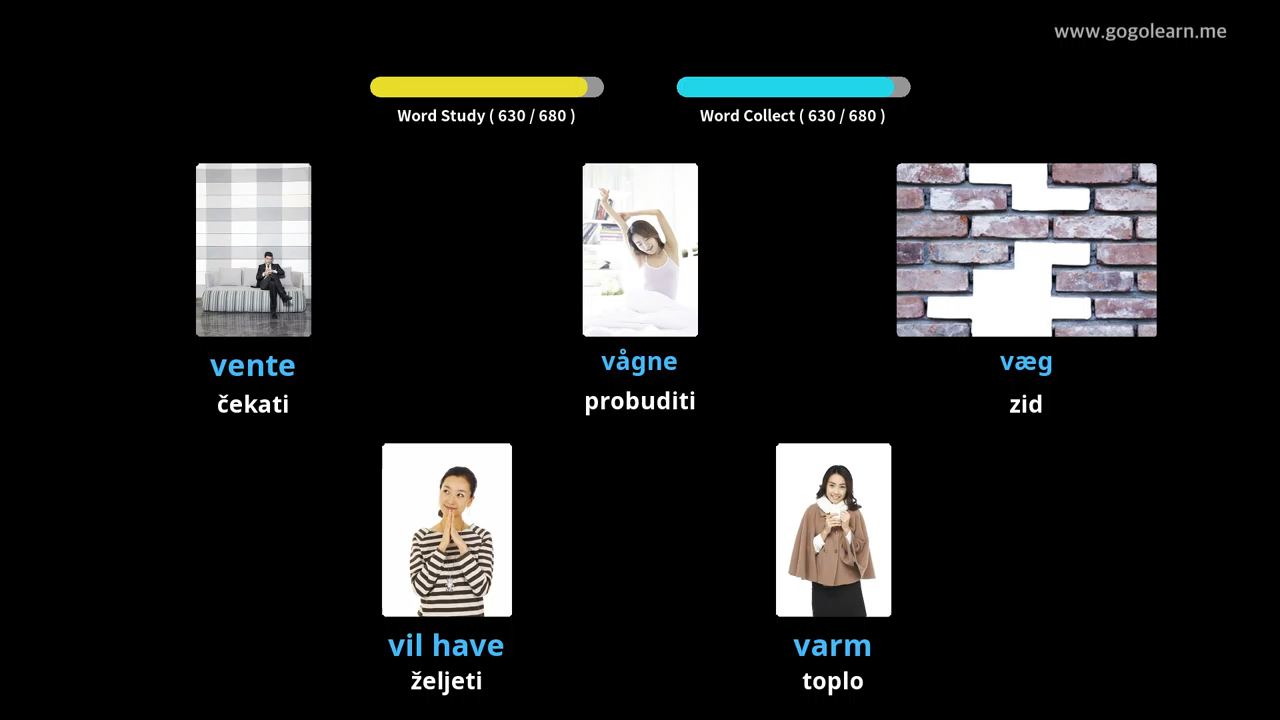 www.gogolearn.me
Word Study ( 630 / 680 )
Word Collect ( 630 / 680 )
vente
čekati
vågne
probuditi
væg
zid
vil have
željeti
varm
toplo